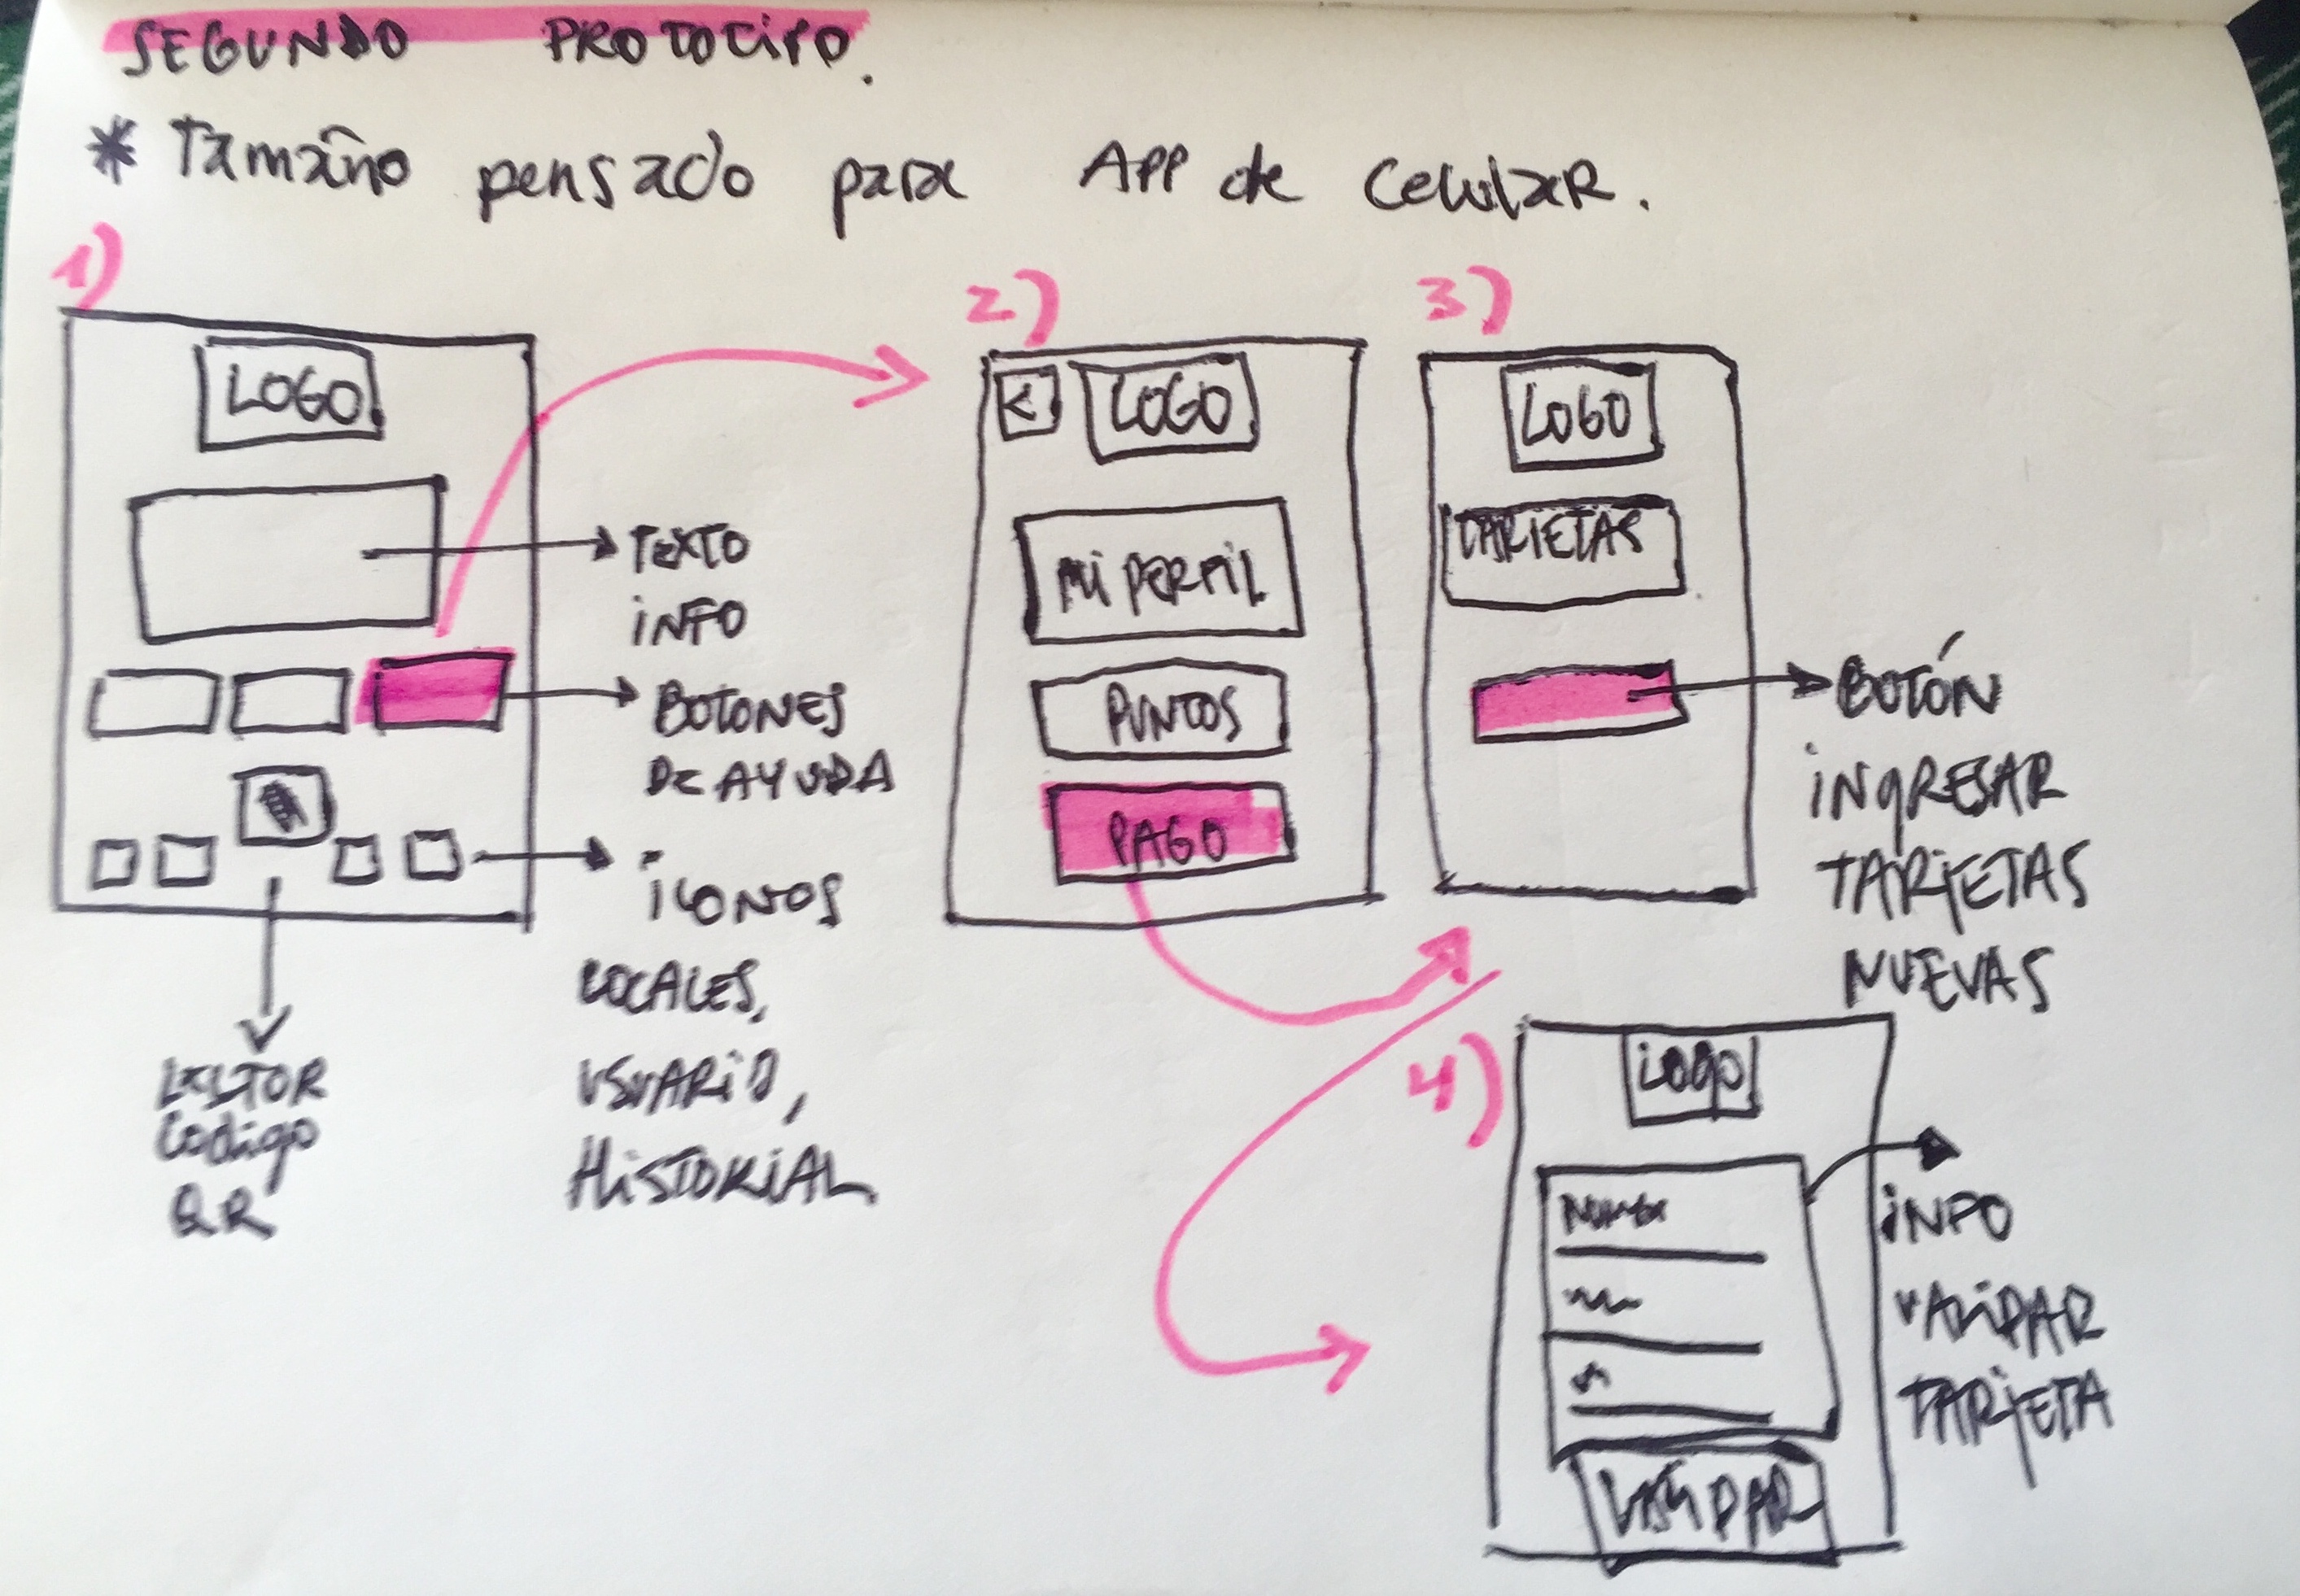 SEGUNDO PROTOTIPO.
* Tamaño pensado para APP de CelulaR.
1)
LOGO
TEXTO
iNFO
BOTONES
DE AYUDA
iCONOS
LOCALES,
USUARiO,
HiSTORiAL
LECTOR
Codigo
QR
2)
<
LOGO
Mi PERFiL
PUNTOS
PAGO
3)
LOGO
TARJETAS
BOTÓN
iNgRESAR
TARjETAS
NUEVAS
4)
LOgO
iNFO
VALiDAR
TARjETA
VALiDAR